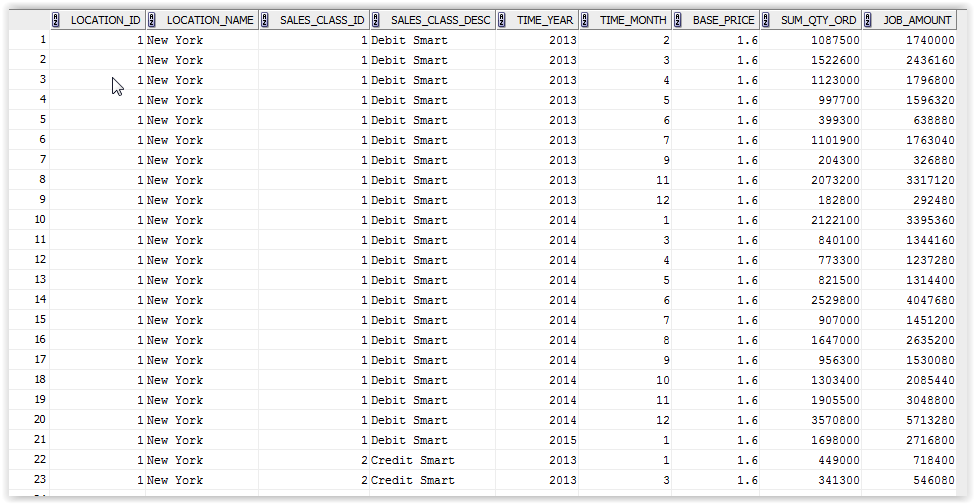 LOCATION_ID LOCATION_NAME SALES_CLASS_ID SALES_CLASS_DESC TIME_YEAR TIME_MONTH BASE_PRICE SUM_QTY_ORD JOB_AMOUNT
1 1 New York 1 Debit Smart 2013 2 1.6 1087500 1740000
2 1 New York 1 Debit Smart 2013 3 1.6 1522600 2436160
3 1 New York 1 Debit Smart 2013 4 1.6 1123000 1796800
4 1 New York 1 Debit Smart 2013 5 1.6 997700 1596320
5 1 New York 1 Debit Smart 2013 6 1.6 399300 638880
6 1 New York 1 Debit Smart 2013 7 1.6 1101900 1763040
7 1 New York 1 Debit Smart 2013 9 1.6 204300 326880
8 1 New York 1 Debit Smart 2013 11 1.6 2073200 3317120
9 1 New York 1 Debit Smart 2013 12 1.6 182800 292480
10 1 New York 1 Debit Smart 2014 1 1.6 2122100 3395360
11 1 New York 1 Debit Smart 2014 3 1.6 840100 1344160
12 1 New York 1 Debit Smart 2014 4 1.6 773300 1237280
13 1 New York 1 Debit Smart 2014 5 1.6 821500 1314400
14 1 New York 1 Debit Smart 2014 6 1.6 2529800 4047680
15 1 New York 1 Debit Smart 2014 7 1.6 907000 1451200
16 1 New York 1 Debit Smart 2014 8 1.6 1647000 2635200
17 1 New York 1 Debit Smart 2014 9 1.6 956300 1530080
18 1 New York 1 Debit Smart 2014 10 1.6 1303400 2085440
19 1 New York 1 Debit Smart 2014 11 1.6 1905500 3048800
20 1 New York 1 Debit Smart 2014 12 1.6 3570800 5713280
21 1 New York 1 Debit Smart 2015 1 1.6 1698000 2716800
22 1 New York 2 Credit Smart 2013 1 1.6 449000 718400
23 1 New York 2 Credit Smart 2013 3 1.6 341300 546080